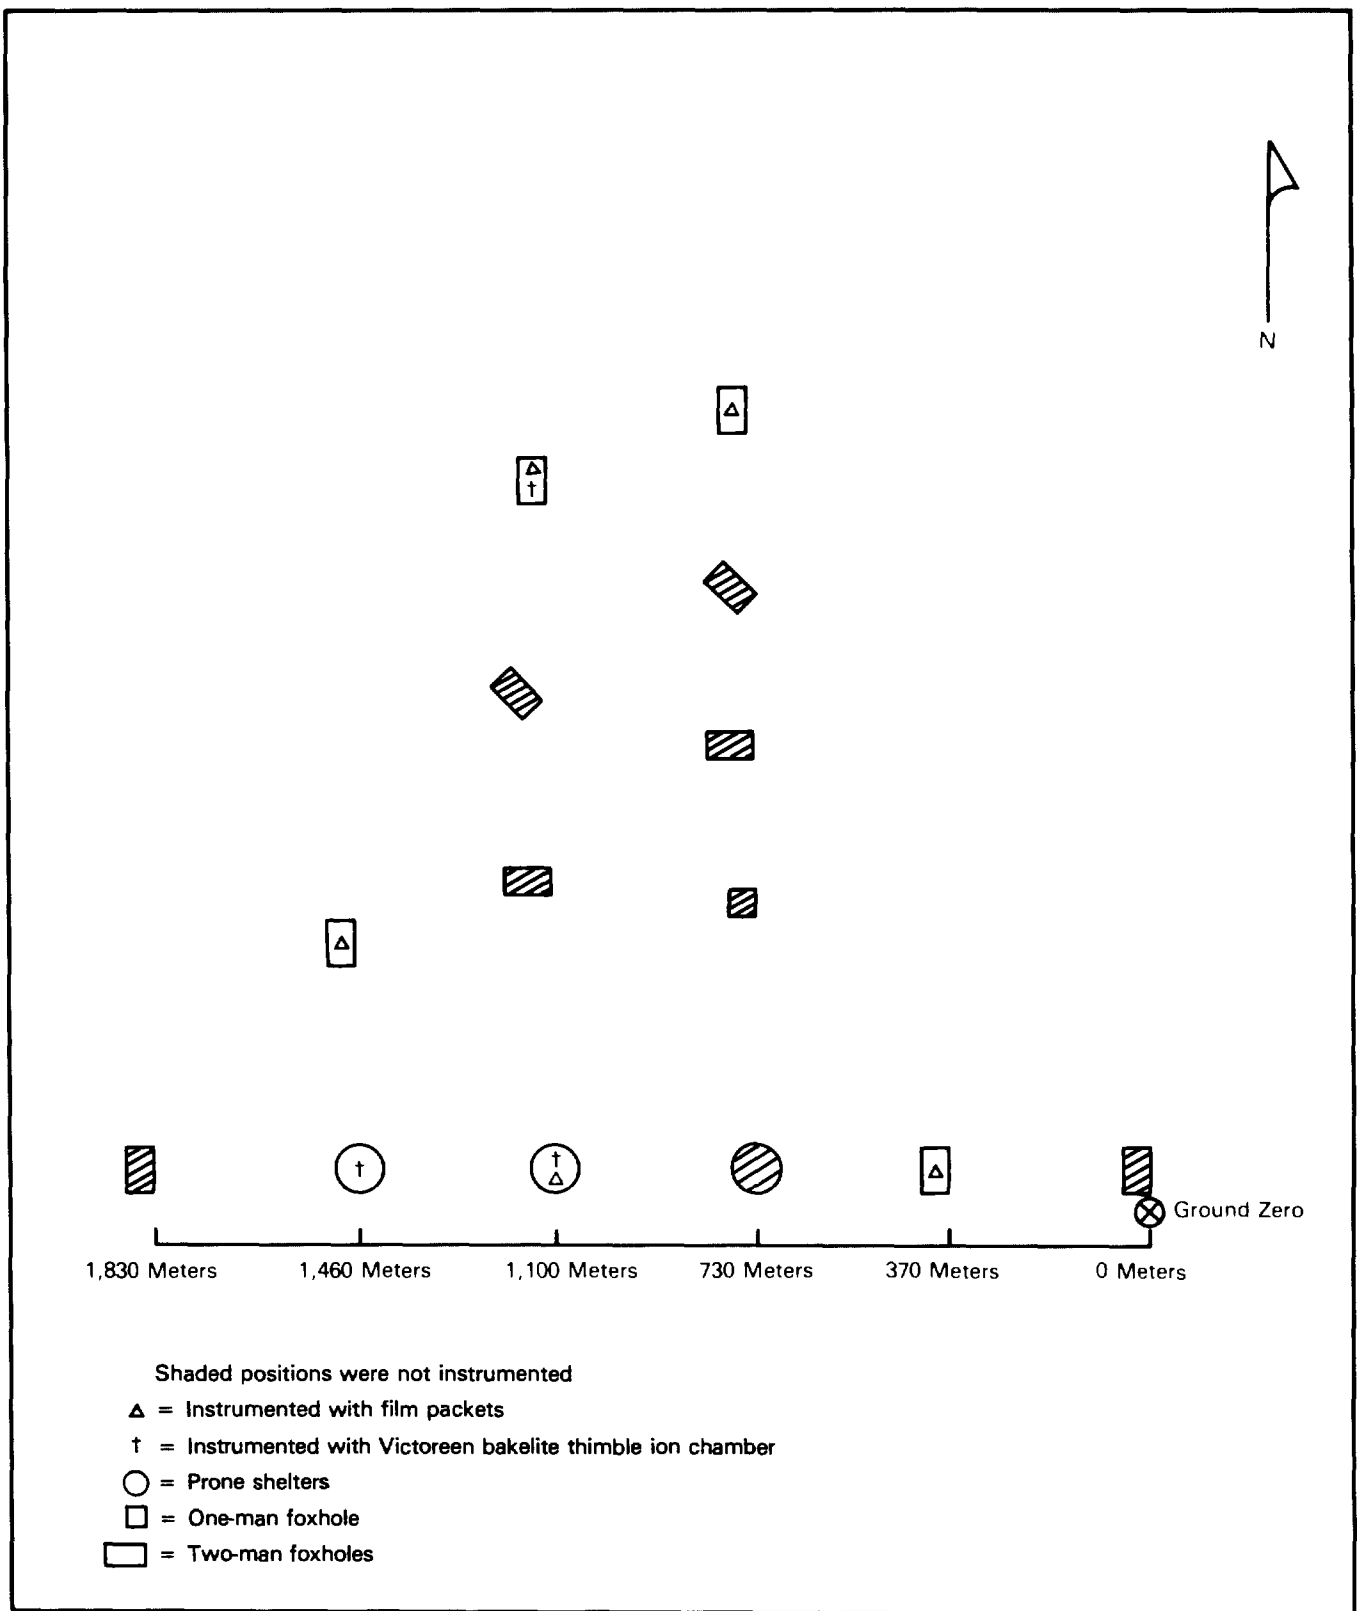 N
Ground Zero
1,830 Meters 1,460 Meters 1,100 Meters 730 Meters 370 Meters 0 Meters
Shaded positions were not instrumented
Δ = Instrumented with film packets
† = Instrumented with Victoreen bakelite thimble ion chamber
= Prone shelters
= One-man foxhole
= Two-man foxholes